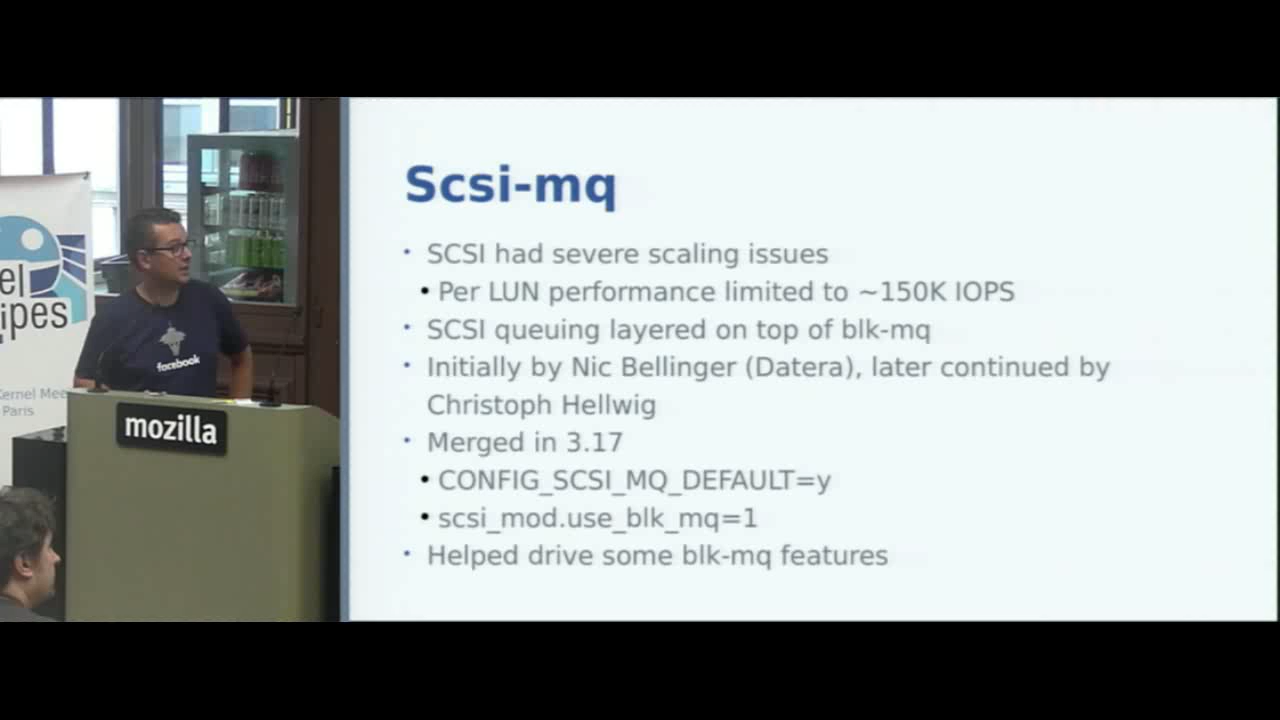 Scsi-mq
SCSI had severe scaling issues
Per LUN performance limited to ~150K IOPS
SCSI queuing layered on top of blk-mq
Initially by Nic Bellinger (Datera), later continued by
Christoph Hellwig
Merged in 3.17
CONFIG_SCSI_MQ_DEFAULT=y
scsi_mod.use_blk_mq=1
Helped drive some blk-mq features
el
ipes
Kernel Mee
Paris
facebook
mozilla